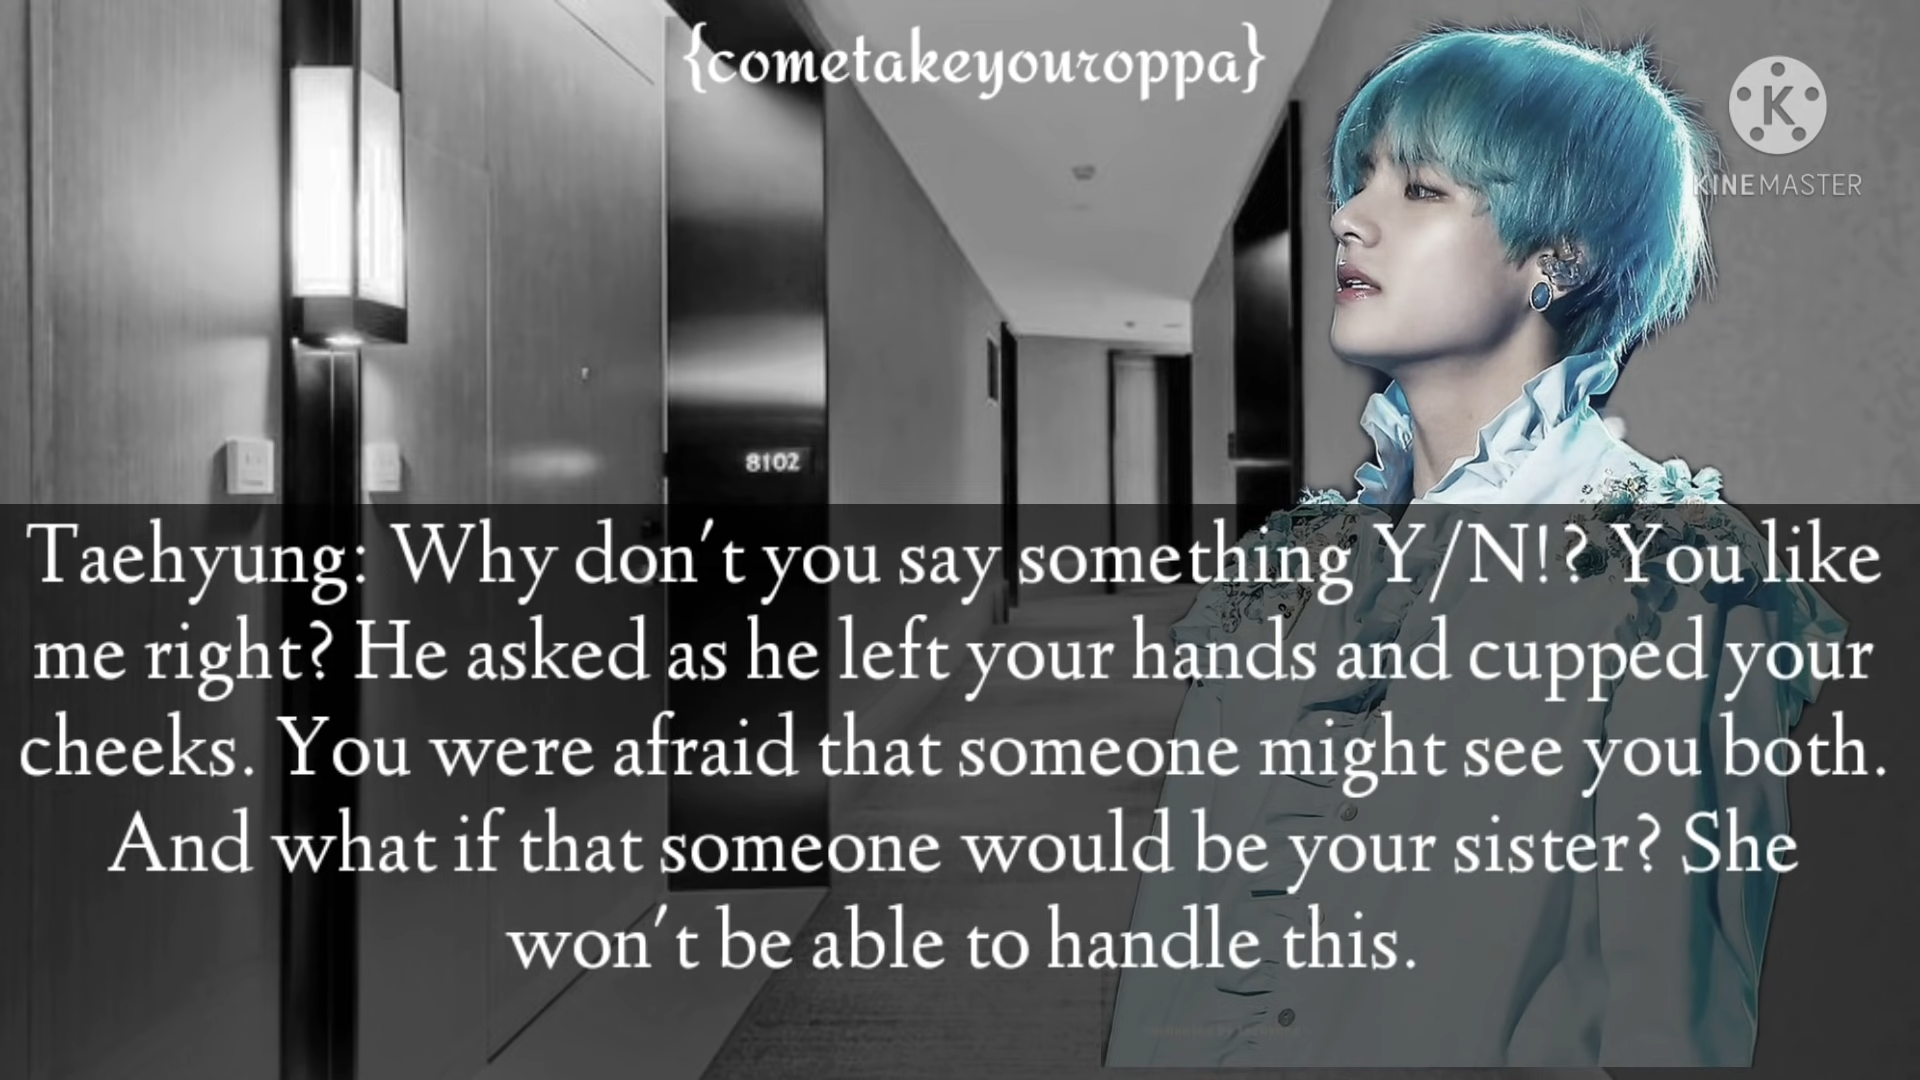 {cometakeyouroppa}
K
KINEMASTER
8102
Taehyung: Why don't you say something Y/N!? You like
me right? He asked as he left your hands and cupped your
cheeks. You were afraid that someone might see you both.
And what if that someone would be your sister? She
won't be able to handle this.